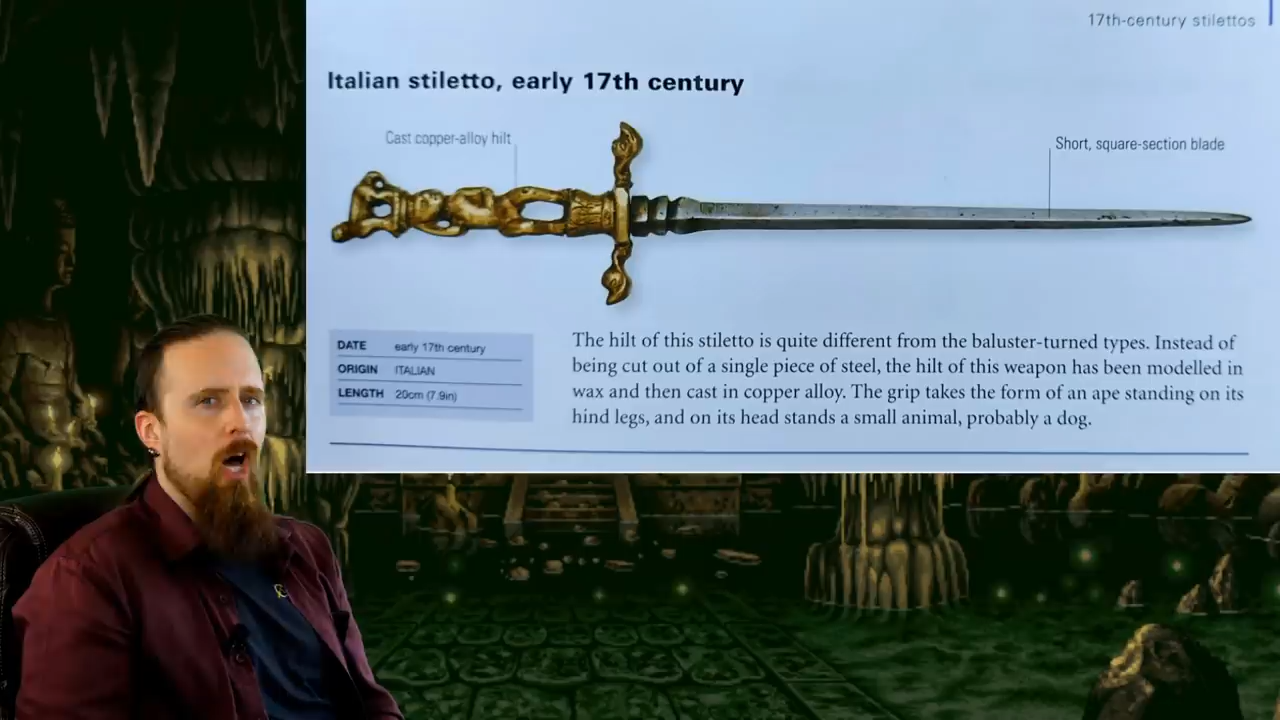 17th-century stilettos
Italian stiletto, early 17th century
Cast copper-alloy hilt
Short, square-section blade
DATE early 17th century
ORIGIN ITALIAN
LENGTH 20cm (7.9in)
The hilt of this stiletto is quite different from the baluster-turned types. Instead of
being cut out of a single piece of steel, the hilt of this weapon has been modelled in
wax and then cast in copper alloy. The grip takes the form of an ape standing on its
hind legs, and on its head stands a small animal, probably a dog.